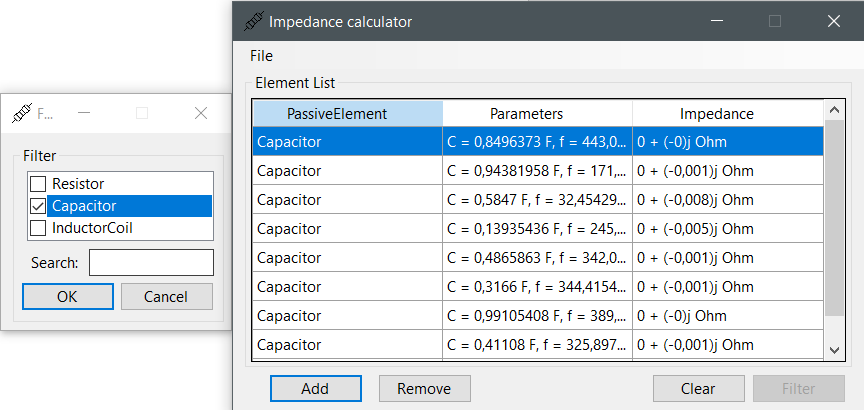 F...
Filter
Resistor
Capacitor
InductorCoil
Search:
OK Cancel
Impedance calculator
File
Element List
PassiveElement Parameters Impedance
Capacitor C = 0,8496373 F, f = 443,0... 0 + (-0)j Ohm
Capacitor C = 0,94381958 F, f = 171,... 0 + (-0,001)j Ohm
Capacitor C = 0,5847 F, f = 32,45429... 0 + (-0,008)j Ohm
Capacitor C = 0,13935436 F, f = 245,... 0 + (-0,005)j Ohm
Capacitor C = 0,4865863 F, f = 342,0... 0 + (-0,001)j Ohm
Capacitor C = 0,3166 F, f = 344,4154... 0 + (-0,001)j Ohm
Capacitor C = 0,99105408 F, f = 389,... 0 + (-0)j Ohm
Capacitor C = 0,41108 F, f = 325,897... 0 + (-0,001)j Ohm
Add Remove Clear Filter